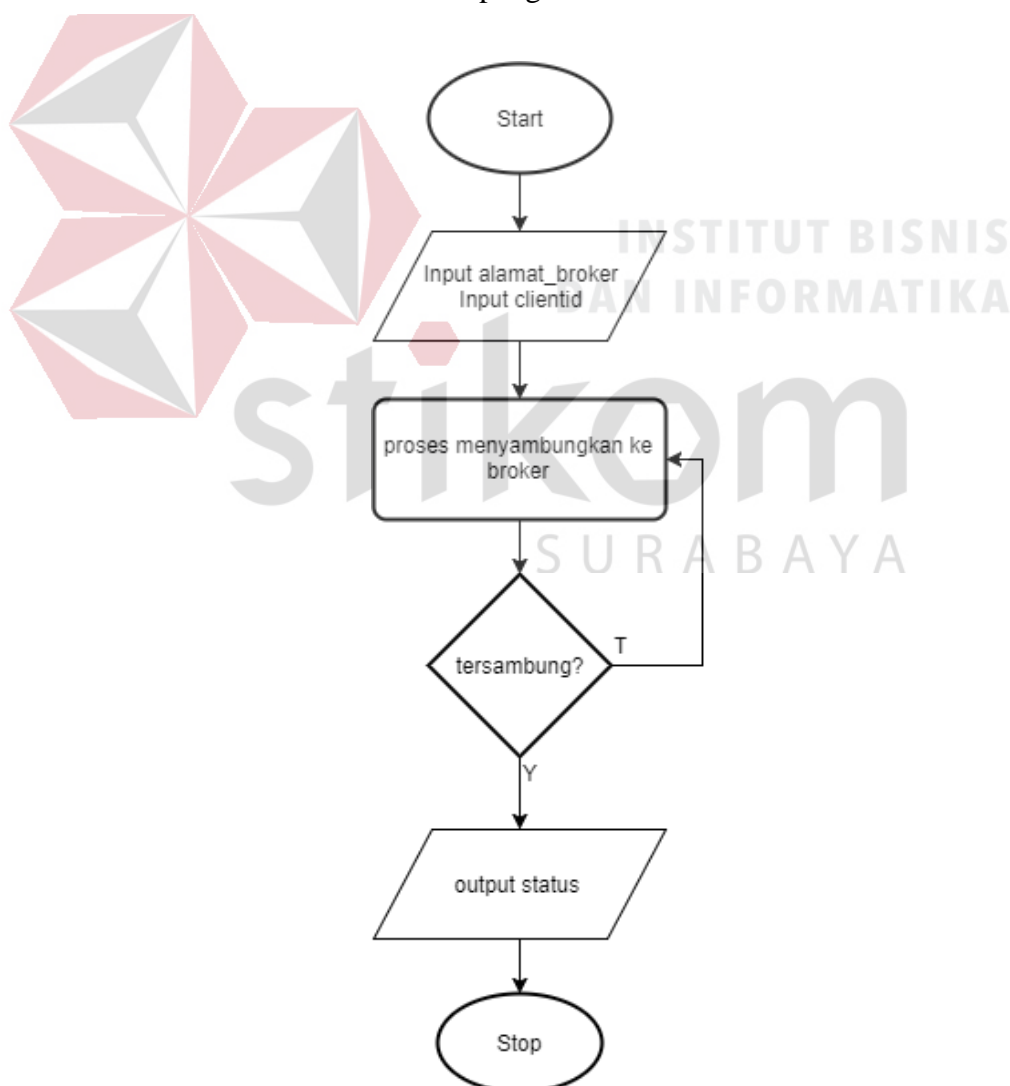 Start
INSTITUT BISNIS
DAN INFORMATIKA
Input alamat_broker
Input clientid
stikom
SURABAYA
proses menyambungkan ke
broker
tersambung?
T
Y
output status
Stop